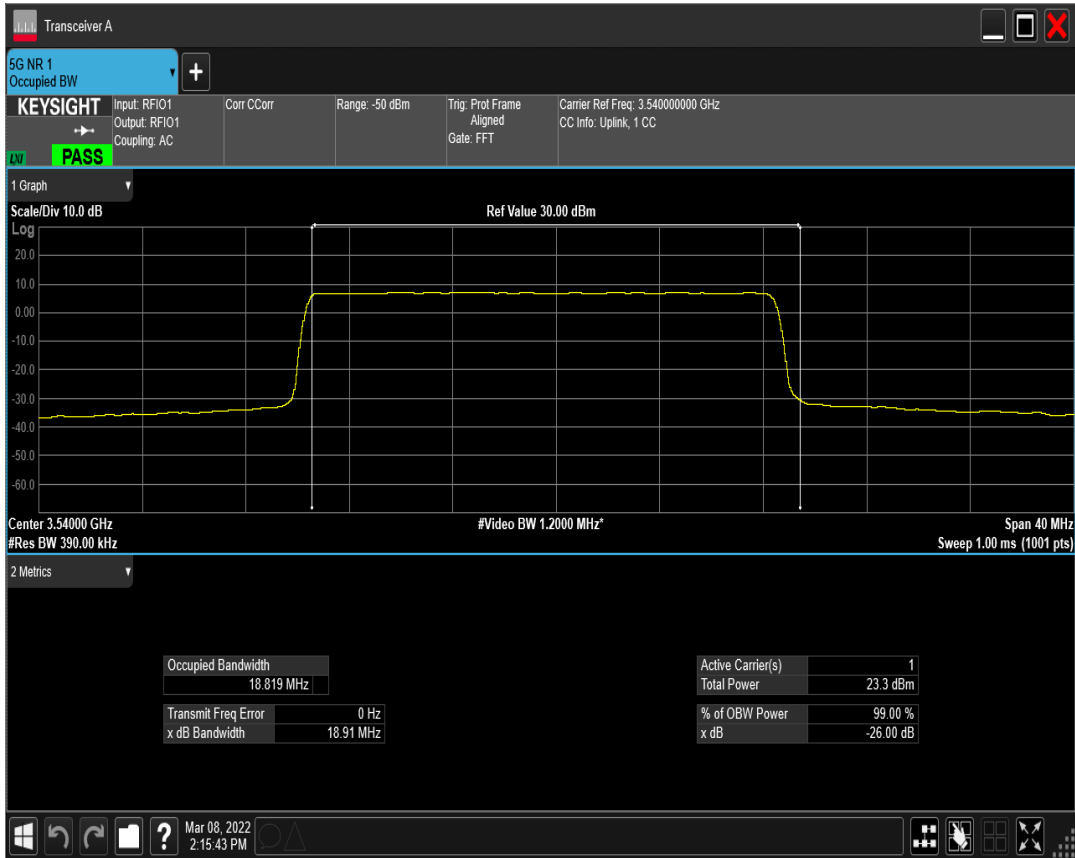 Transceiver A
5G NR 1
Occupied BW
+
KEYSIGHT
LXI
PASS
Input: RFIO1
Output: RFIO1
Coupling: AC
Corr CCorr
Range: -50 dBm
Trig: Prot Frame
Aligned
Gate: FFT
Carrier Ref Freq: 3.540000000 GHz
CC Info: Uplink, 1 CC
1 Graph
Scale/Div 10.0 dB
Ref Value 30.00 dBm
Log
20.0
10.0
0.00
-10.0
-20.0
-30.0
-40.0
-50.0
-60.0
Center 3.54000 GHz
#Video BW 1.2000 MHz*
Span 40 MHz
#Res BW 390.00 kHz
Sweep 1.00 ms (1001 pts)
2 Metrics
Occupied Bandwidth
18.819 MHz
Transmit Freq Error 0 Hz
x dB Bandwidth 18.91 MHz
Active Carrier(s) 1
Total Power 23.3 dBm
% of OBW Power 99.00 %
x dB -26.00 dB
?
Mar 08, 2022
2:15:43 PM